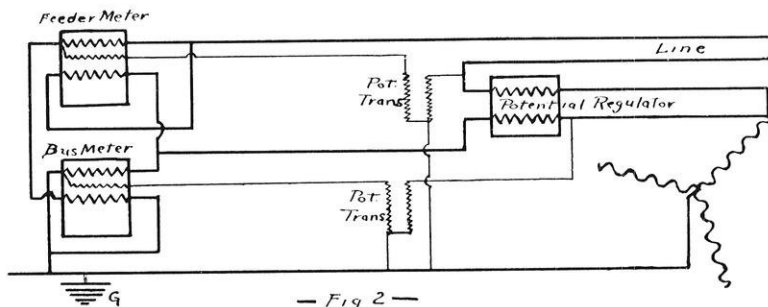 Feeder Meter
Line
Pot.
Trans
Potential Regulator
Bus Meter
Pot.
Trans
G
— Fig 2 —